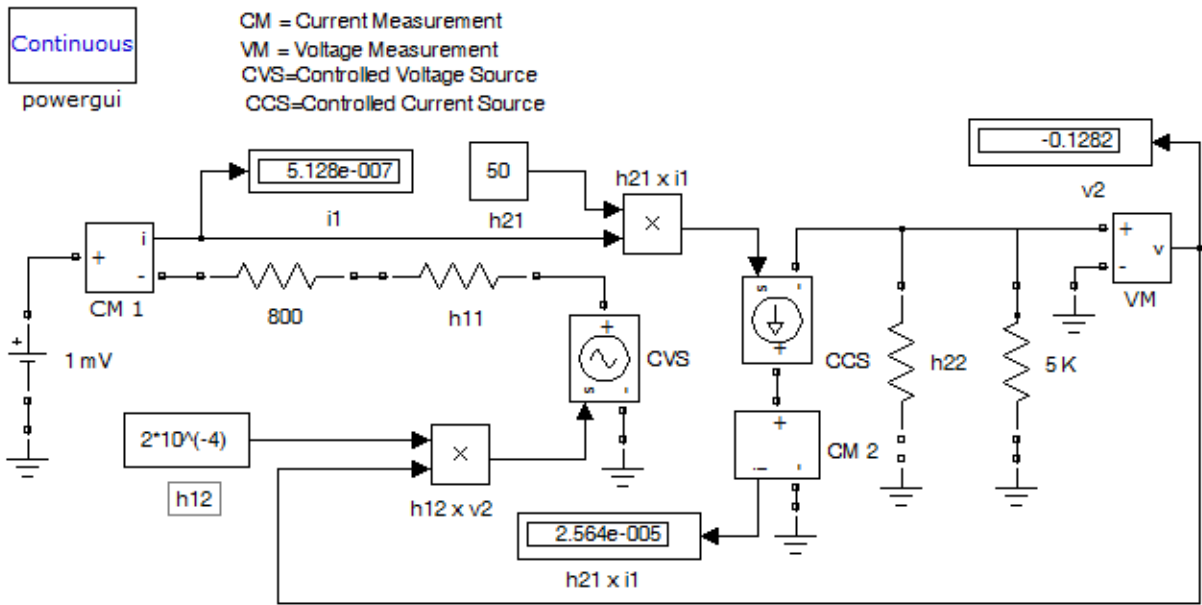 Continuous
powergui
CM = Current Measurement
VM = Voltage Measurement
CVS=Controlled Voltage Source
CCS=Controlled Current Source
-0.1282
v2
5.128e-007
i1
50
h21
h21 x i1
×
i
+
-
CM 1
800
h11
+
s
-
CVS
+
1 mV
s
-
+
CCS
h22
5 K
+
-
v
VM
2*10^(-4)
h12
×
h12 x v2
+
i
-
CM 2
2.564e-005
h21 x i1